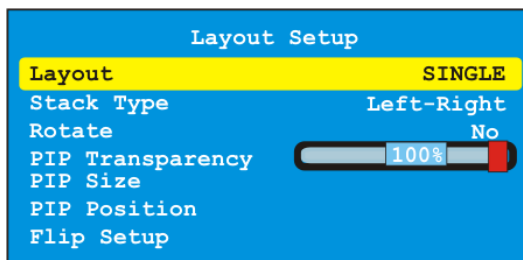 Layout Setup
Layout SINGLE
Stack Type Left-Right
Rotate No
PIP Transparency 100%
PIP Size
PIP Position
Flip Setup